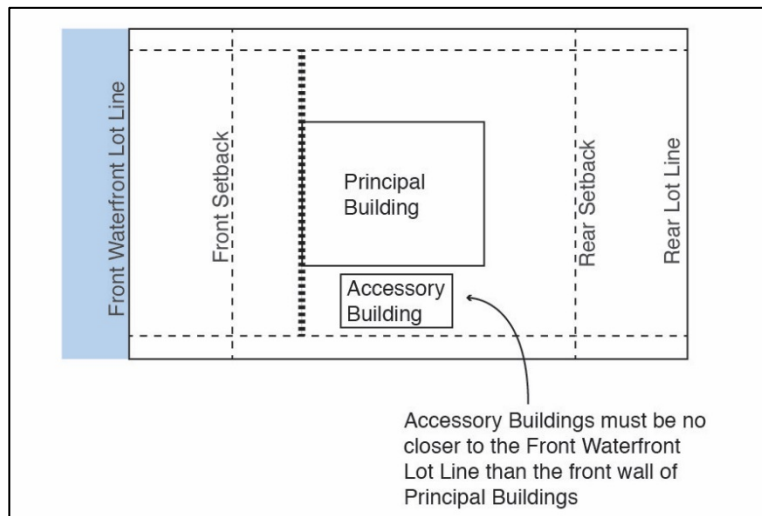 Front Waterfront Lot Line
Front Setback
Principal
Building
Accessory
Building
Rear Setback
Rear Lot Line
Accessory Buildings must be no
closer to the Front Waterfront
Lot Line than the front wall of
Principal Buildings